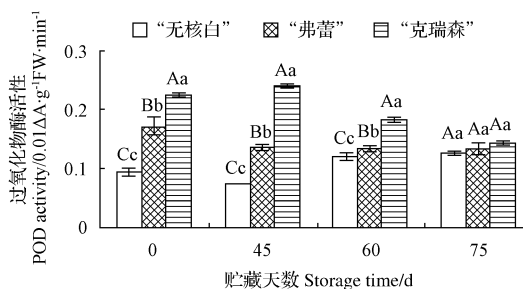 “无核白” “弗蕾” “克瑞森”
过氧化物酶活性
POD activity/0.01ΔA·g-1FW·min-1
0.3
0.2
0.1
0
Cc Bb Aa
Cc Bb Aa
Cc Bb Aa
Aa Aa Aa
0 45 60 75
贮藏天数 Storage time/d